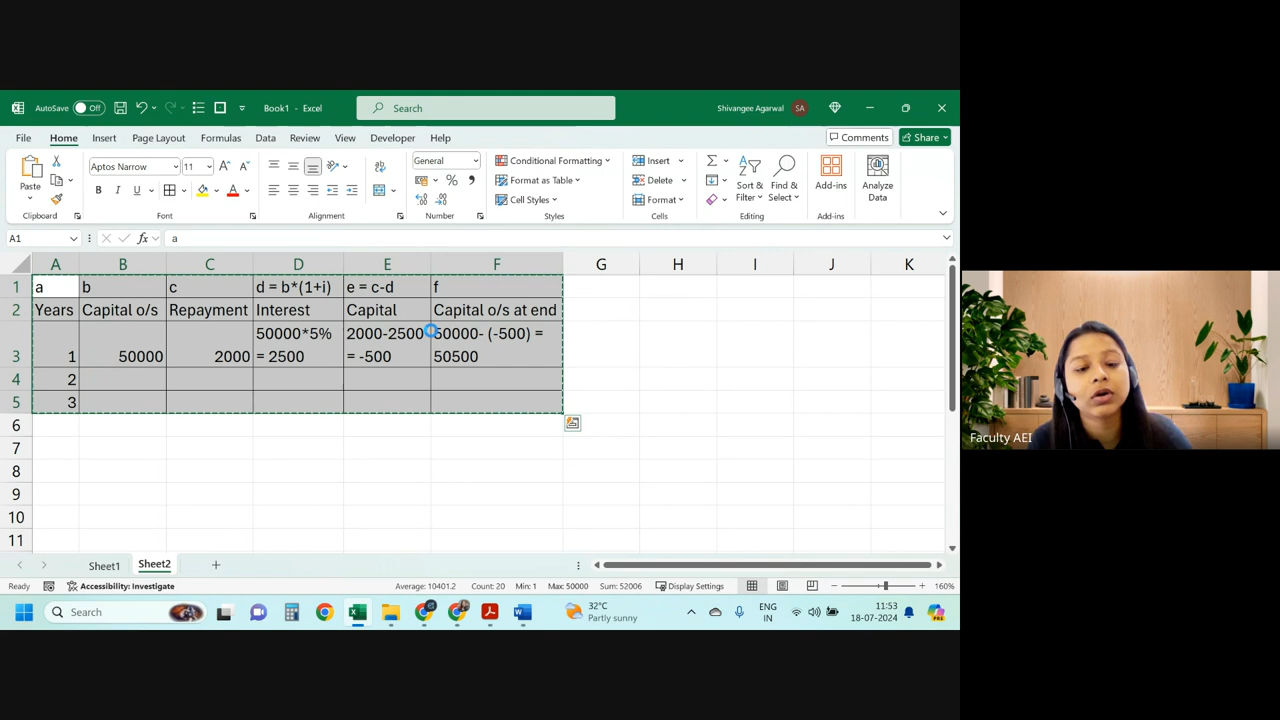 AutoSave Off Book1 - Excel Search Shivangee Agarwal SA
File Home Insert Page Layout Formulas Data Review View Developer Help Comments Share
Paste Aptos Narrow 11 A A General Conditional Formatting Insert Sort & Filter Find & Select Add-ins Analyze Data
B I U A % Format as Table Delete
Cell Styles Format
Clipboard Font Alignment Number Styles Cells Editing Add-ins
A1 fx a
A B C D E F G H I J K
1 a b c d = b*(1+i) e = c-d f
2 Years Capital o/s Repayment Interest Capital Capital o/s at end
50000*5% 2000-2500 50000- (-500) =
3 1 50000 2000 = 2500 = -500 50500
4 2
5 3
6
7
8
9
10
11
Faculty AEI
Sheet1 Sheet2 +
Ready Accessibility: Investigate Average: 10401.2 Count: 20 Min: 1 Max: 50000 Sum: 52006 Display Settings 160%
Search 32°C ENG 11:53
Partly sunny IN 18-07-2024